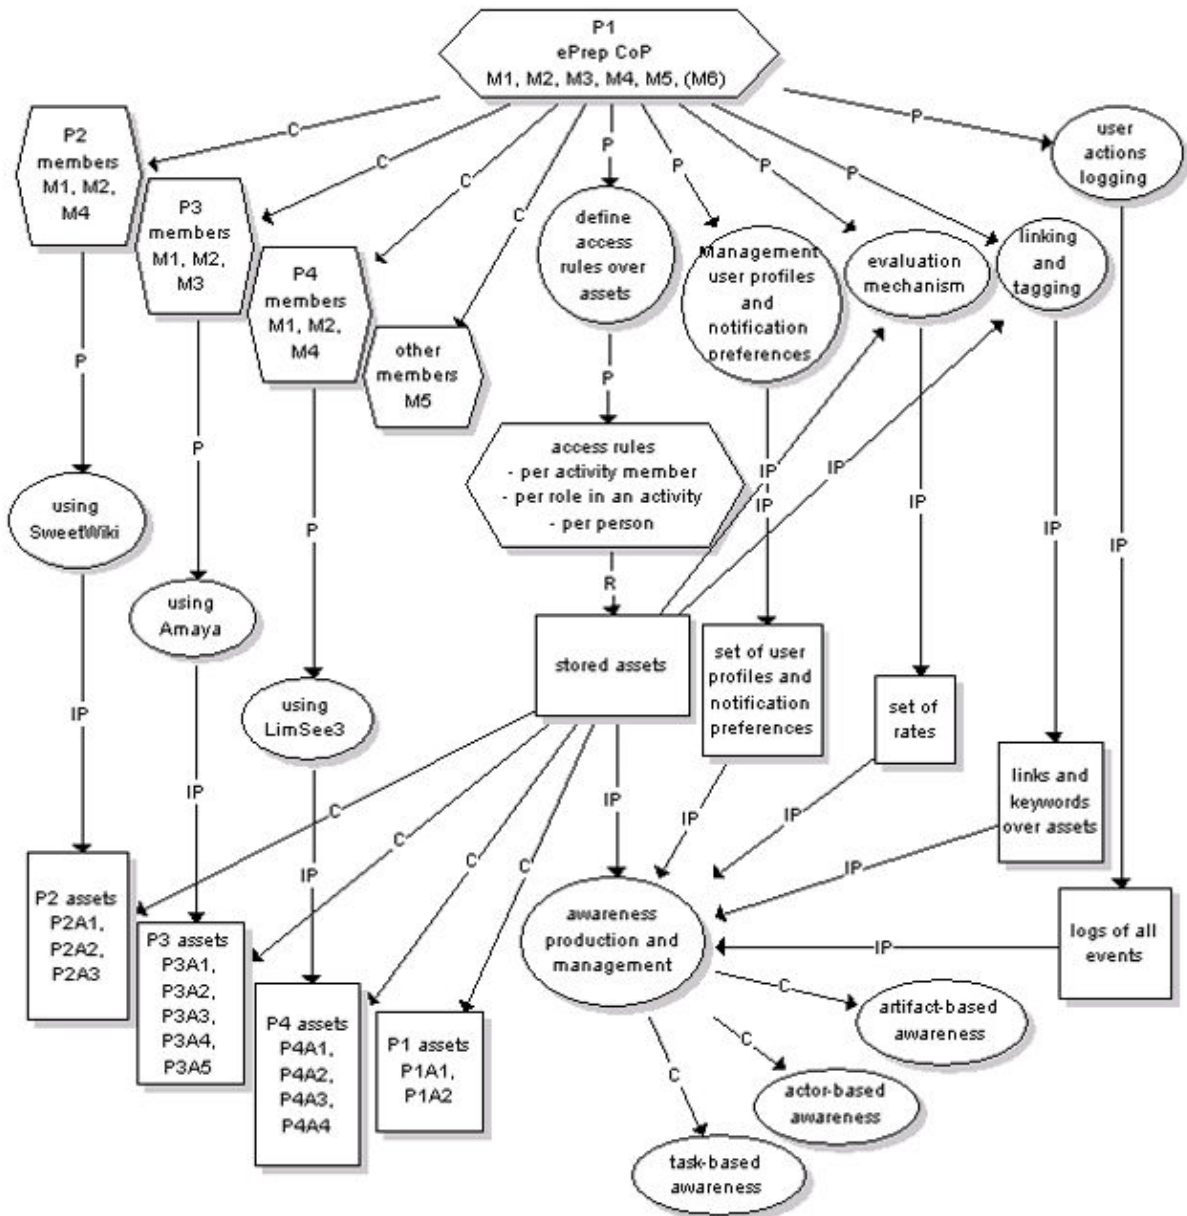 P1
ePrep CoP
M1, M2, M3, M4, M5, (M6)
C
C
C
C
P
P
P
P
P
P2
members
M1, M2,
M4
P3
members
M1, M2,
M3
P4
members
M1, M2,
M4
other
members
M5
define
access
rules over
assets
Management
user profiles
and
notification
preferences
evaluation
mechanism
linking
and
tagging
user
actions
logging
P
P
P
P
access rules
- per activity member
- per role in an activity
- per person
IP
IP
IP
IP
IP
IP
R
using
SweetWiki
using
Amaya
using
LimSee3
stored assets
set of user
profiles and
notification
preferences
set of
rates
links and
keywords
over assets
logs of all
events
IP
IP
IP
C
C
C
C
IP
IP
IP
IP
IP
P2 assets
P2A1,
P2A2,
P2A3
P3 assets
P3A1,
P3A2,
P3A3,
P3A4,
P3A5
P4 assets
P4A1,
P4A2,
P4A3,
P4A4
P1 assets
P1A1,
P1A2
awareness
production and
management
C
C
C
artifact-based
awareness
actor-based
awareness
task-based
awareness